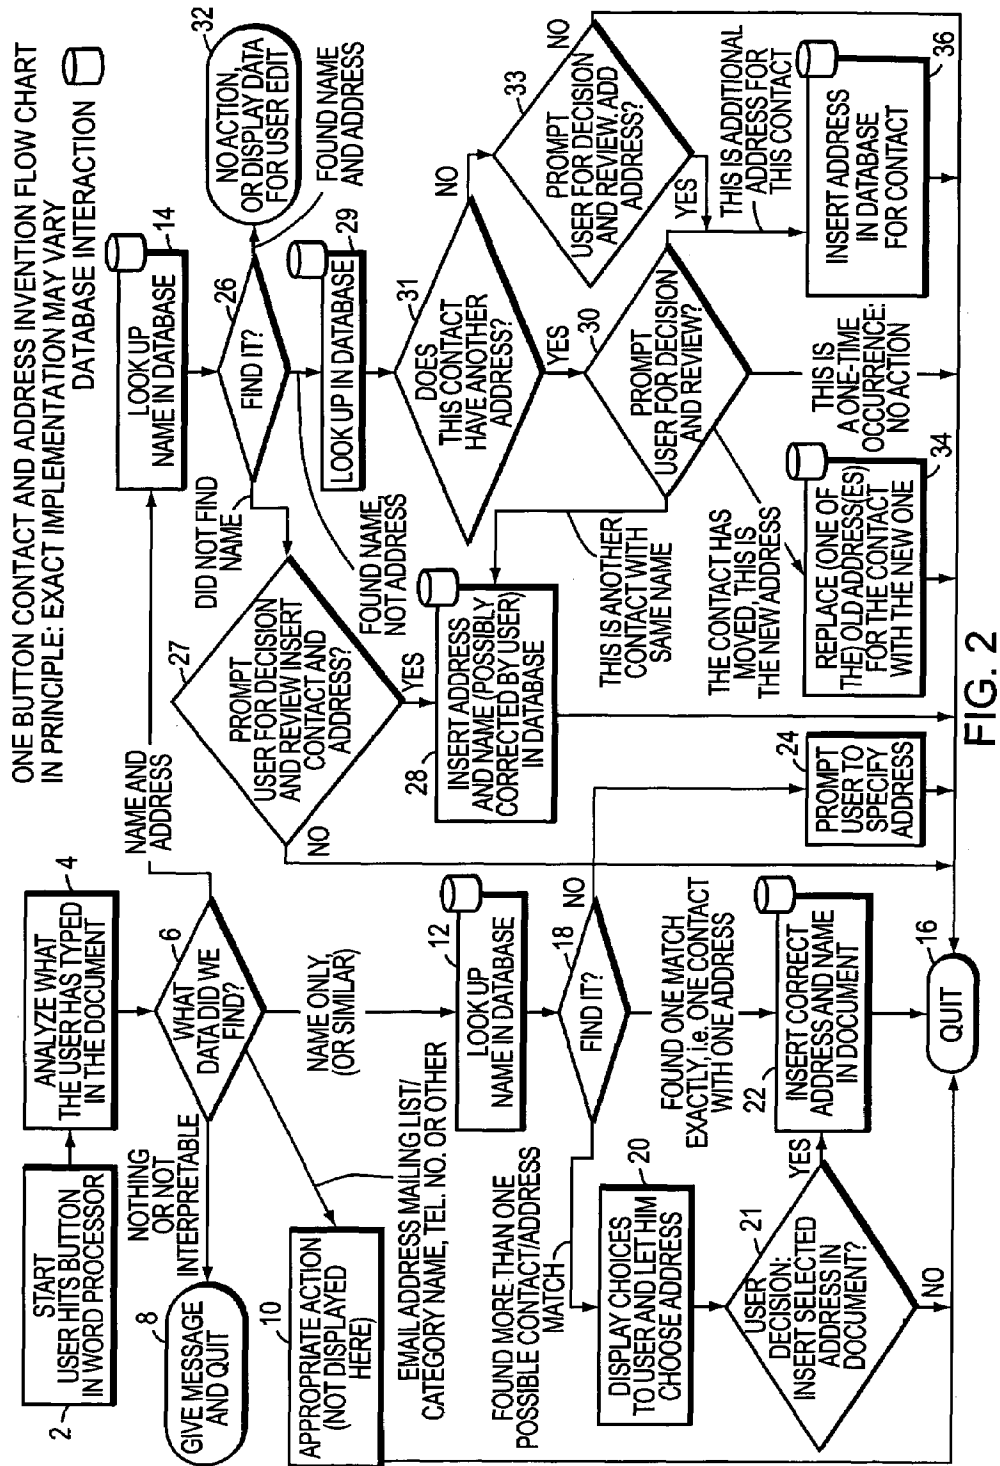 ONE BUTTON CONTACT AND ADDRESS INVENTION FLOW CHART
IN PRINCIPLE: EXACT IMPLEMENTATION MAY VARY
DATABASE INTERACTION
2
START
USER HITS BUTTON
IN WORD PROCESSOR
4
ANALYZE WHAT
THE USER HAS TYPED
IN THE DOCUMENT
6
WHAT
DATA DID WE
FIND?
NOTHING
OR NOT
INTERPRETABLE
8
GIVE MESSAGE
AND QUIT
10
APPROPRIATE ACTION
(NOT DISPLAYED
HERE)
EMAIL ADDRESS MAILING LIST/
CATEGORY NAME, TEL. NO. OR OTHER
NAME ONLY,
(OR SIMILAR)
NAME AND
ADDRESS
12
LOOK UP
NAME IN DATABASE
18
FIND IT?
NO
FOUND MORE THAN ONE
POSSIBLE CONTACT/ADDRESS
MATCH
FOUND ONE MATCH
EXACTLY, i.e. ONE CONTACT
WITH ONE ADDRESS
20
DISPLAY CHOICES
TO USER AND LET HIM
CHOOSE ADDRESS
21
USER
DECISION:
INSERT SELECTED
ADDRESS IN
DOCUMENT?
YES
NO
22
INSERT CORRECT
ADDRESS AND NAME
IN DOCUMENT
24
PROMPT
USER TO
SPECIFY
ADDRESS
16
QUIT
14
LOOK UP
NAME IN DATABASE
26
FIND IT?
DID NOT FIND
NAME
FOUND NAME,
NOT ADDRESS
FOUND NAME
AND ADDRESS
32
NO ACTION,
OR DISPLAY DATA
FOR USER EDIT
27
PROMPT
USER FOR DECISION
AND REVIEW INSERT
CONTACT AND
ADDRESS?
NO
YES
28
INSERT ADDRESS
AND NAME (POSSIBLY
CORRECTED BY USER)
IN DATABASE
29
LOOK UP IN DATABASE
31
DOES
THIS CONTACT
HAVE ANOTHER
ADDRESS?
NO
YES
30
PROMPT
USER FOR DECISION
AND REVIEW?
33
PROMPT
USER FOR DECISION
AND REVIEW. ADD
ADDRESS?
NO
YES
THIS IS ANOTHER
CONTACT WITH
SAME NAME
THE CONTACT HAS
MOVED, THIS IS
THE NEW ADDRESS
THIS IS
A ONE-TIME
OCCURRENCE:
NO ACTION
THIS IS ADDITIONAL
ADDRESS FOR
THIS CONTACT
34
REPLACE (ONE OF
THE) OLD ADDRESS(ES)
FOR THE CONTACT
WITH THE NEW ONE
36
INSERT ADDRESS
IN DATABASE
FOR CONTACT
FIG. 2